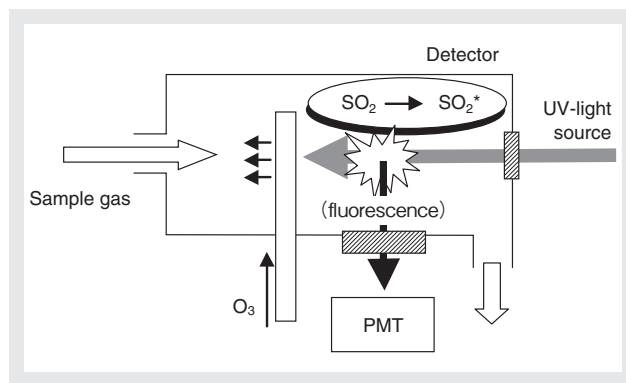 Detector
SO₂ → SO₂*
UV-light
source
Sample gas
(fluorescence)
O₃
PMT